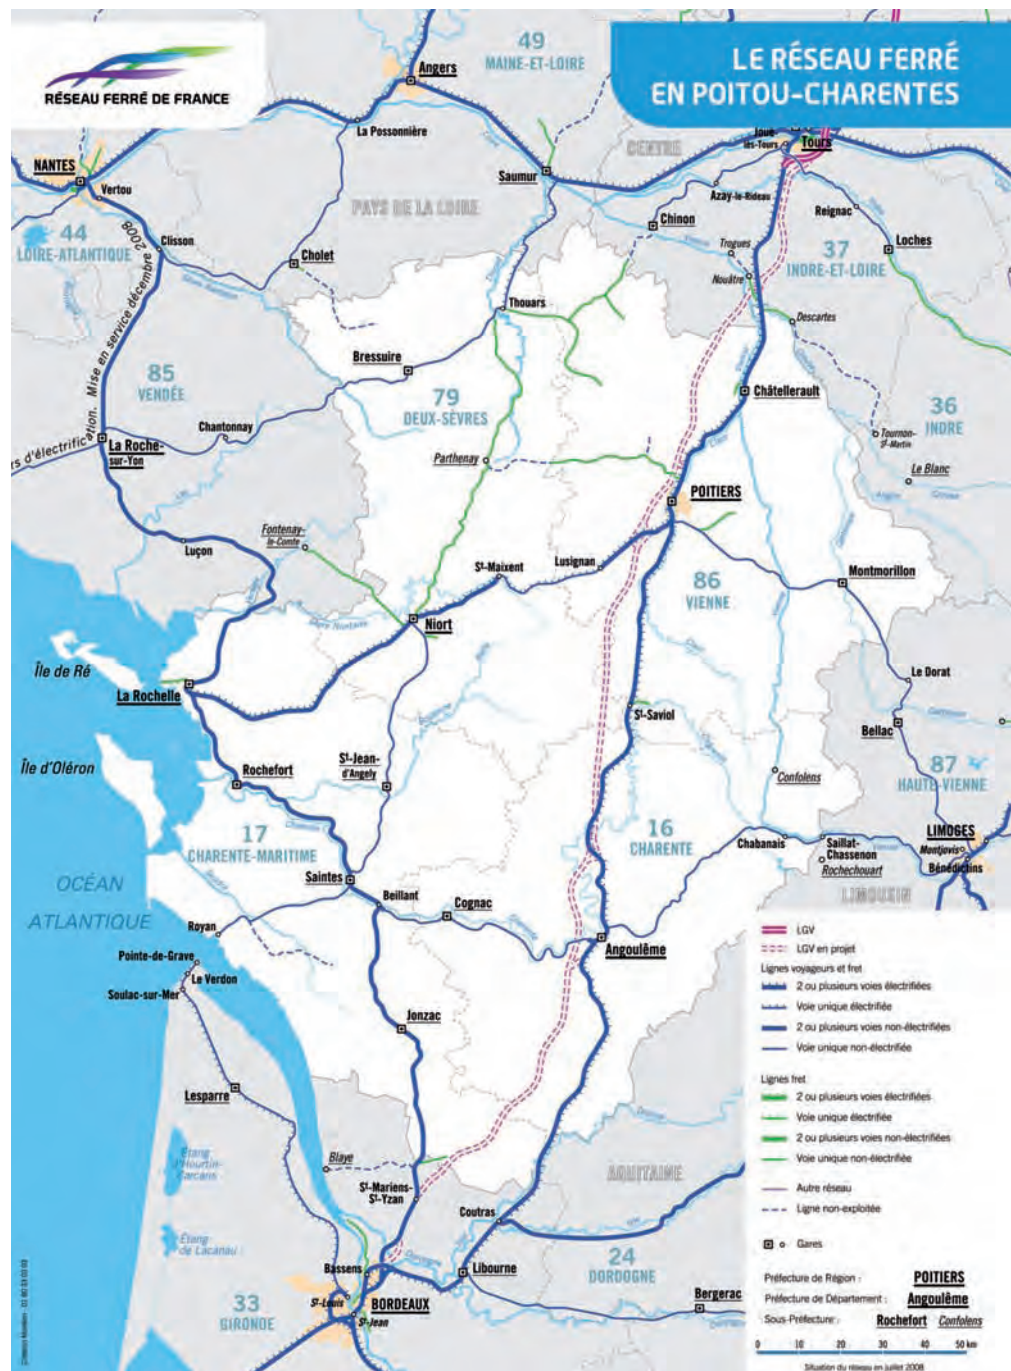 RÉSEAU FERRÉ DE FRANCE
LE RÉSEAU FERRÉ
EN POITOU-CHARENTES
49
MAINE-ET-LOIRE
Angers
La Possonnière
CENTRE
Joué-
lès-Tours
Tours
NANTES
Vertou
Saumur
Azay-le-Rideau
PAYS DE LA LOIRE
Chinon
Reignac
44
LOIRE-ATLANTIQUE
Clisson
Cholet
Trogues
Nouâtre
37
INDRE-ET-LOIRE
Loches
Mise en service décembre 2008
Thouars
Descartes
85
VENDÉE
Bressuire
79
DEUX-SÈVRES
Châtellerault
36
INDRE
Chantonnay
rs d'électrification.
La Roche-
sur-Yon
Parthenay
Tournon-
St-Martin
Le Blanc
POITIERS
Fontenay-
le-Comte
Luçon
St-Maixent
Lusignan
86
VIENNE
Montmorillon
Niort
Île de Ré
La Rochelle
Le Dorat
St-Saviol
Bellac
Île d'Oléron
Rochefort
St-Jean-
d'Angely
Confolens
87
HAUTE-VIENNE
17
CHARENTE-MARITIME
16
CHARENTE
Chabanais
Saillat-
Chassenon
Rochechouart
LIMOGES
Montjovis
Bénédictins
LIMOUSIN
Saintes
Beillant
Cognac
OCÉAN
ATLANTIQUE
Royan
Angoulême
Pointe-de-Grave
Le Verdon
Soulac-sur-Mer
Jonzac
Lesparre
Étang
d'Hourtin-
Carcans
Blaye
St-Mariens-
St-Yzan
AQUITAINE
Coutras
Étang
de Lacanau
Bassens
Libourne
24
DORDOGNE
33
GIRONDE
St-Louis
BORDEAUX
St-Jean
Bergerac
LGV
LGV en projet
Lignes voyageurs et fret
2 ou plusieurs voies électrifiées
Voie unique électrifiée
2 ou plusieurs voies non-électrifiées
Voie unique non-électrifiée
Lignes fret
2 ou plusieurs voies électrifiées
Voie unique électrifiée
2 ou plusieurs voies non-électrifiées
Voie unique non-électrifiée
Autre réseau
Ligne non-exploitée
Gares
Préfecture de Région : POITIERS
Préfecture de Département : Angoulême
Sous-Préfecture : Rochefort Confolens
0 10 20 30 40 50 km
Situation du réseau en juillet 2008